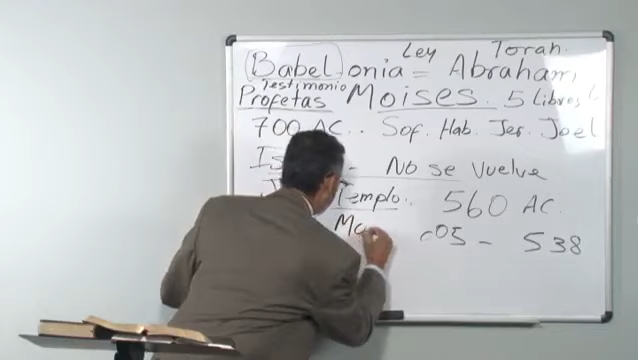 Ley Torah.
(Babel)onia = Abraham,
Testimonio
Profetas Moises. 5 Libros
700 AC.. Sof. Hab. Jer. Joel
No se Vuelve
Templo.. 560 AC.
05 - 538